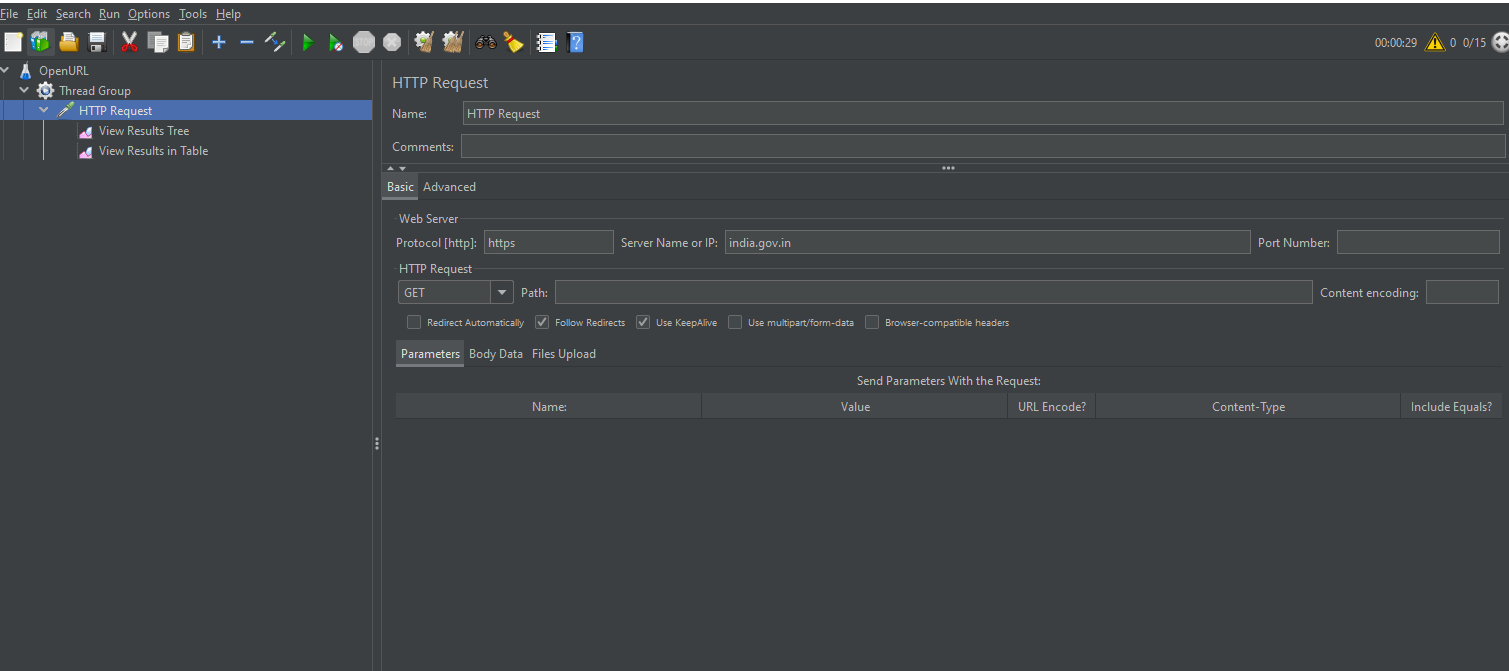 File Edit Search Run Options Tools Help
00:00:29 0 0/15
OpenURL
Thread Group
HTTP Request
View Results Tree
View Results in Table
HTTP Request
Name: HTTP Request
Comments:
Basic Advanced
Web Server
Protocol [http]: https Server Name or IP: india.gov.in Port Number:
HTTP Request
GET Path: Content encoding:
Redirect Automatically Follow Redirects Use KeepAlive Use multipart/form-data Browser-compatible headers
Parameters Body Data Files Upload
Send Parameters With the Request:
Name: Value URL Encode? Content-Type Include Equals?